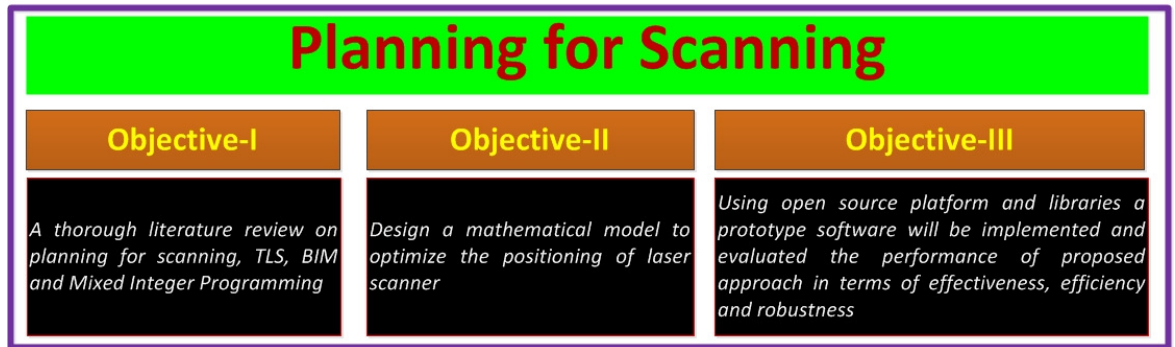 Planning for Scanning
Objective-I
A thorough literature review on
planning for scanning, TLS, BIM
and Mixed Integer Programming
Objective-II
Design a mathematical model to
optimize the positioning of laser
scanner
Objective-III
Using open source platform and libraries a
prototype software will be implemented and
evaluated the performance of proposed
approach in terms of effectiveness, efficiency
and robustness